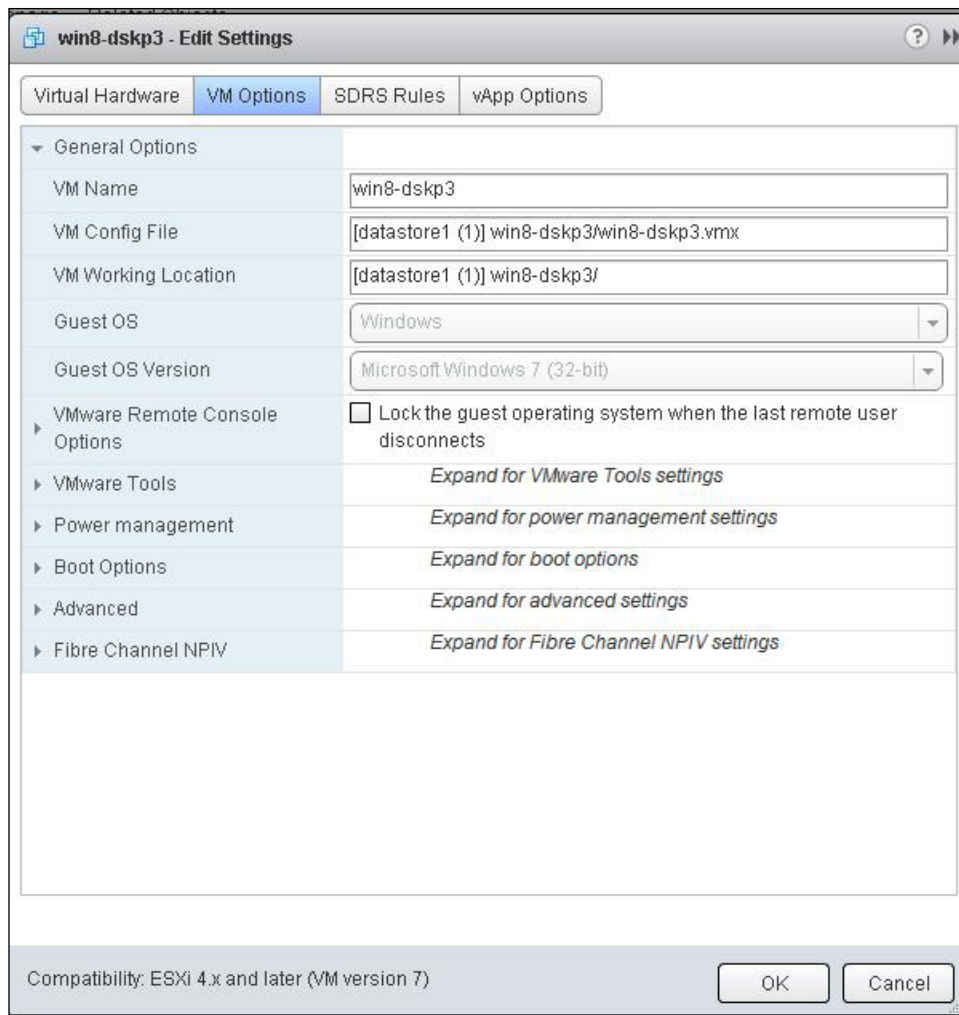 win8-dskp3 - Edit Settings
?
Virtual Hardware VM Options SDRS Rules vApp Options
General Options
VM Name win8-dskp3
VM Config File [datastore1 (1)] win8-dskp3/win8-dskp3.vmx
VM Working Location [datastore1 (1)] win8-dskp3/
Guest OS Windows
Guest OS Version Microsoft Windows 7 (32-bit)
VMware Remote Console Options Lock the guest operating system when the last remote user disconnects
VMware Tools Expand for VMware Tools settings
Power management Expand for power management settings
Boot Options Expand for boot options
Advanced Expand for advanced settings
Fibre Channel NPIV Expand for Fibre Channel NPIV settings
Compatibility: ESXi 4.x and later (VM version 7) OK Cancel